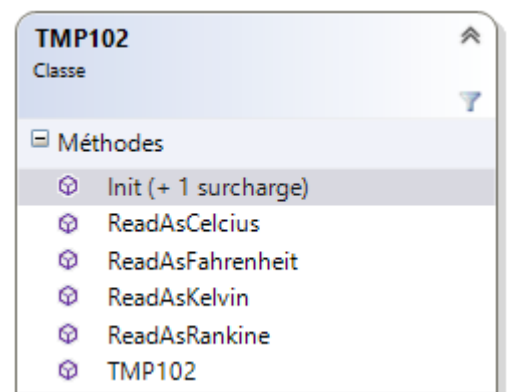 TMP102
Classe
Méthodes
Init (+ 1 surcharge)
ReadAsCelcius
ReadAsFahrenheit
ReadAsKelvin
ReadAsRankine
TMP102